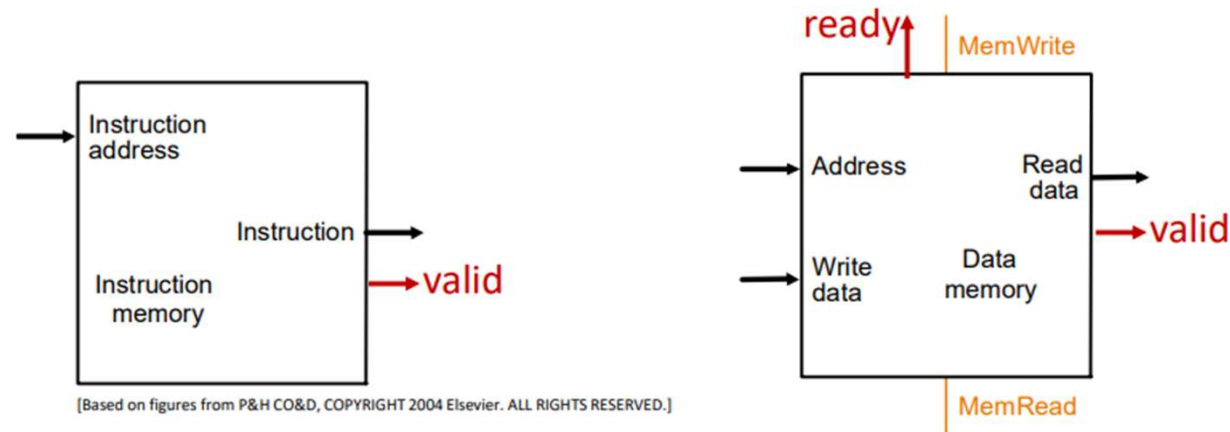 Instruction
address
Instruction
valid
Instruction
memory
[Based on figures from P&H CO&D, COPYRIGHT 2004 Elsevier. ALL RIGHTS RESERVED.]
ready
MemWrite
Address
Read
data
valid
Write
data
Data
memory
MemRead